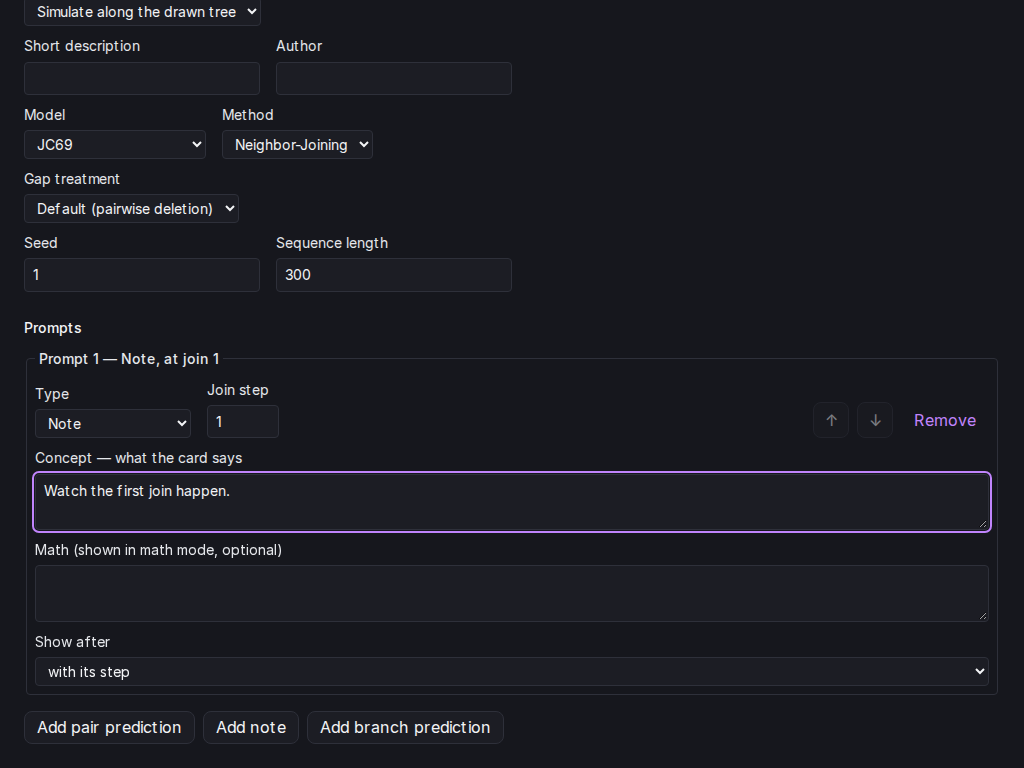 Simulate along the drawn tree
Short description Author
Model Method
JC69 Neighbor-Joining
Gap treatment
Default (pairwise deletion)
Seed Sequence length
1 300
Prompts
Prompt 1 — Note, at join 1
Type Join step
Note 1 ↑ ↓ Remove
Concept — what the card says
Watch the first join happen.
Math (shown in math mode, optional)
Show after
with its step
Add pair prediction Add note Add branch prediction